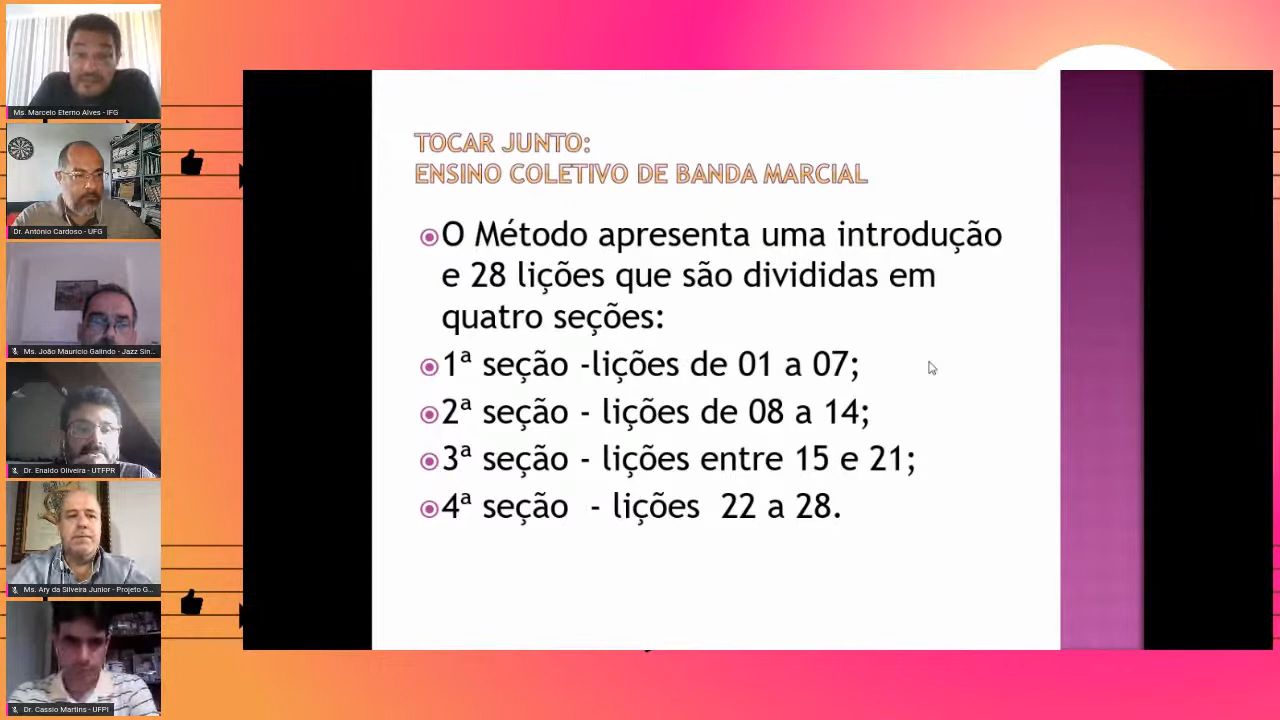 Ms. Marcelo Eterno Alves - IFG
Dr. Antônio Cardoso - UFG
Ms. João Mauricio Galindo - Jazz Sin...
Dr. Enaldo Oliveira - UTFPR
Ms. Ary da Silveira Junior - Projeto G...
Dr. Cassio Martins - UFPI
TOCAR JUNTO:
ENSINO COLETIVO DE BANDA MARCIAL
O Método apresenta uma introdução
e 28 lições que são divididas em
quatro seções:
1ª seção -lições de 01 a 07;
2ª seção - lições de 08 a 14;
3ª seção - lições entre 15 e 21;
4ª seção - lições 22 a 28.